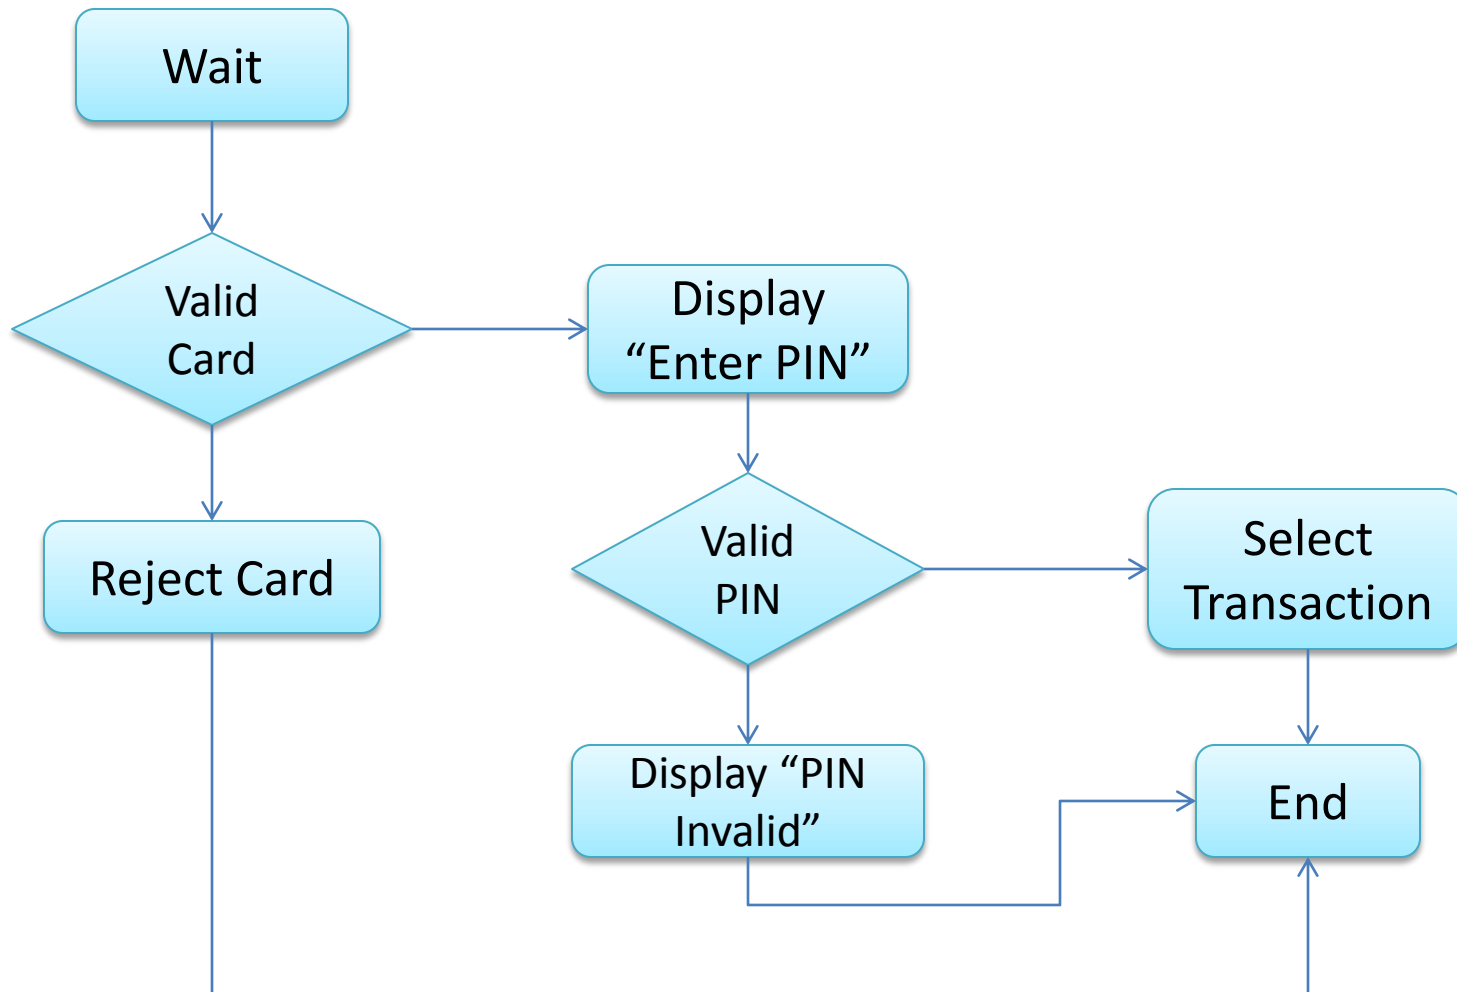 Wait
Valid
Card
Display
“Enter PIN”
Reject Card
Valid
PIN
Select
Transaction
Display “PIN
Invalid”
End